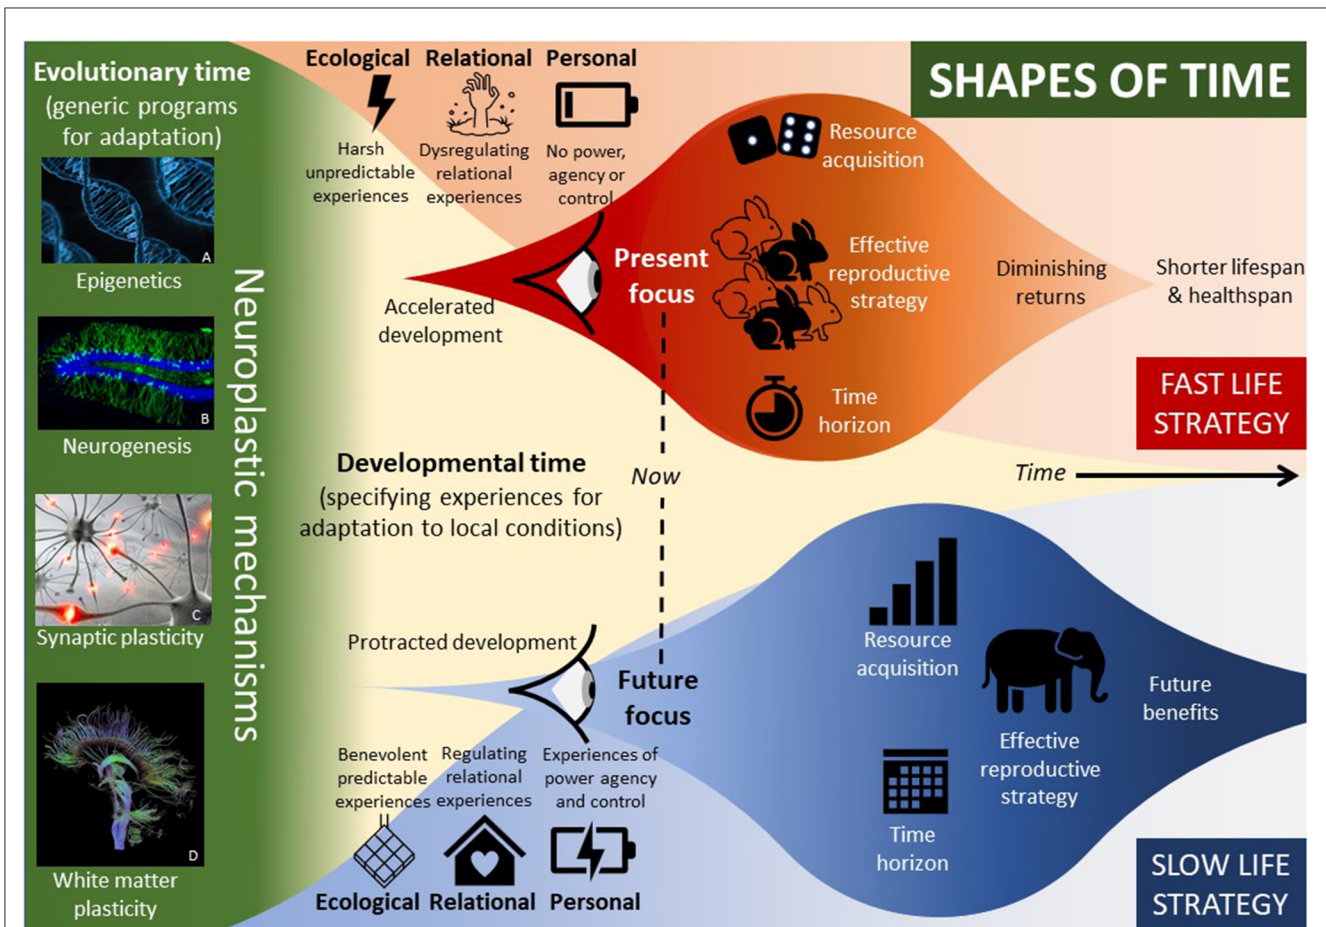 SHAPES OF TIME
Evolutionary time
(generic programs
for adaptation)
A
Epigenetics
B
Neurogenesis
C
Synaptic plasticity
D
White matter
plasticity
Neuroplastic mechanisms
Ecological
Harsh
unpredictable
experiences
Relational
Dysregulating
relational
experiences
Personal
No power,
agency or
control
Accelerated
development
Present
focus
Resource
acquisition
Effective
reproductive
strategy
Time
horizon
Diminishing
returns
Shorter lifespan
& healthspan
FAST LIFE
STRATEGY
Developmental time
(specifying experiences for
adaptation to local conditions)
Now
Time
Protracted development
Future
focus
Benevolent
predictable
experiences
Ecological
Regulating
relational
experiences
Relational
Experiences of
power agency
and control
Personal
Resource
acquisition
Effective
reproductive
strategy
Time
horizon
Future
benefits
SLOW LIFE
STRATEGY